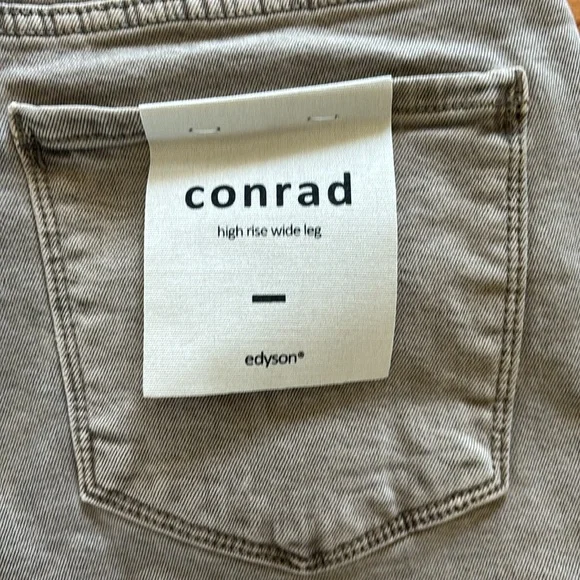 conrad
high rise wide leg
edyson®